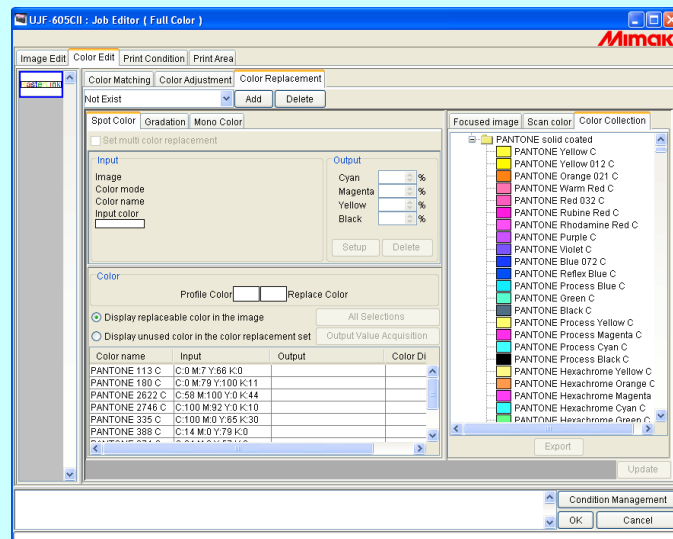 UJF-605CII : Job Editor ( Full Color )
Mimaki
Image Edit Color Edit Print Condition Print Area
Color Matching Color Adjustment Color Replacement
Not Exist Add Delete
Spot Color Gradation Mono Color
Set multi color replacement
Input
Image
Color mode
Color name
Input color
Output
Cyan %
Magenta %
Yellow %
Black %
Setup Delete
Color
Profile Color Replace Color
Display replaceable color in the image All Selections
Display unused color in the color replacement set Output Value Acquisition
Color name Input Output Color Di
PANTONE 113 C C:0 M:7 Y:66 K:0
PANTONE 180 C C:0 M:79 Y:100 K:11
PANTONE 2622 C C:58 M:100 Y:0 K:44
PANTONE 2746 C C:100 M:92 Y:0 K:10
PANTONE 335 C C:100 M:0 Y:65 K:30
PANTONE 388 C C:14 M:0 Y:79 K:0
Focused image Scan color Color Collection
PANTONE solid coated
PANTONE Yellow C
PANTONE Yellow 012 C
PANTONE Orange 021 C
PANTONE Warm Red C
PANTONE Red 032 C
PANTONE Rubine Red C
PANTONE Rhodamine Red C
PANTONE Purple C
PANTONE Violet C
PANTONE Blue 072 C
PANTONE Reflex Blue C
PANTONE Process Blue C
PANTONE Green C
PANTONE Black C
PANTONE Process Yellow C
PANTONE Process Magenta C
PANTONE Process Cyan C
PANTONE Process Black C
PANTONE Hexachrome Yellow C
PANTONE Hexachrome Orange C
PANTONE Hexachrome Magenta
PANTONE Hexachrome Cyan C
PANTONE Hexachrome Green C
Export
Update
Condition Management
OK Cancel